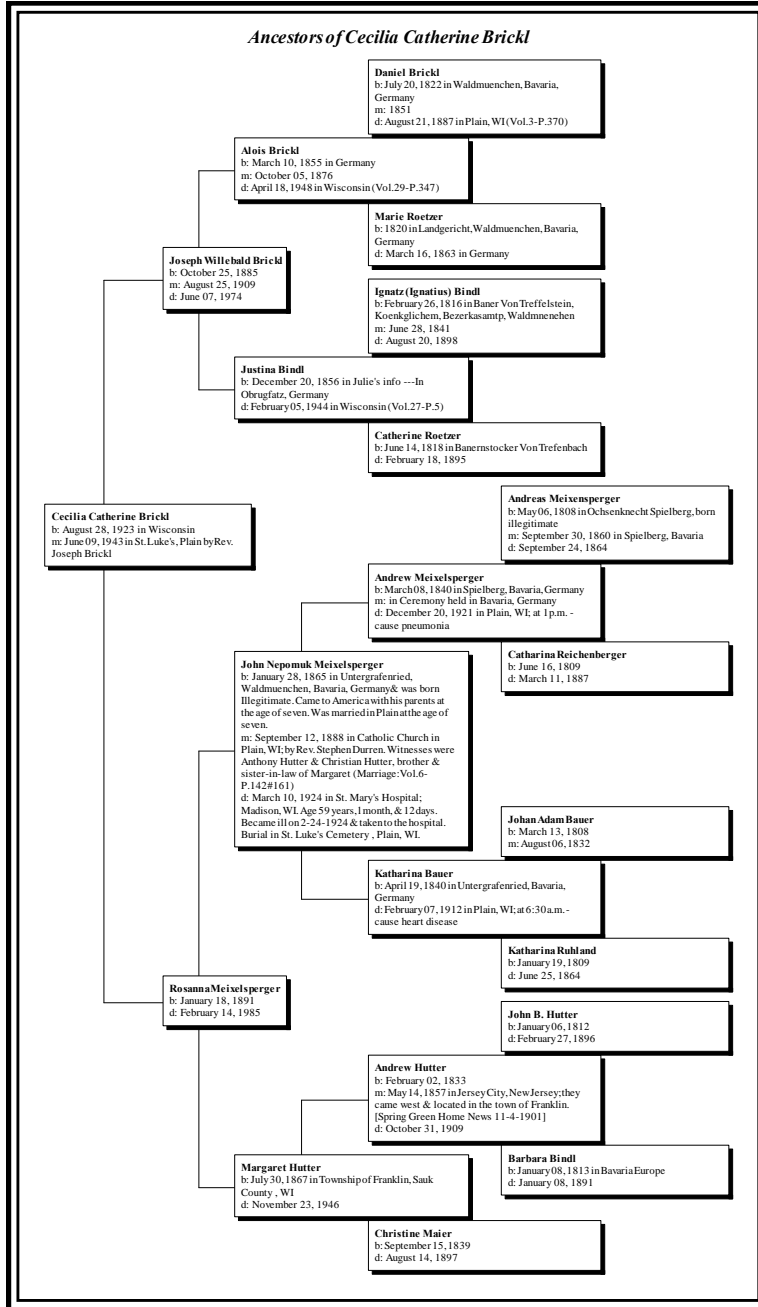 Ancestors of Cecilia Catherine Brickl
Daniel Brickl
b: July 20, 1822 in Waldmuenchen, Bavaria,
Germany
m: 1851
d: August 21, 1887 in Plain, WI (Vol.3-P.370)
Alois Brickl
b: March 10, 1855 in Germany
m: October 05, 1876
d: April 18, 1948 in Wisconsin (Vol.29-P.347)
Marie Roetzer
b: 1820 in Landgericht, Waldmuenchen, Bavaria,
Germany
d: March 16, 1863 in Germany
Joseph Willebald Brickl
b: October 25, 1885
m: August 25, 1909
d: June 07, 1974
Ignatz (Ignatius) Bindl
b: February 26, 1816 in Baner Von Treffelstein,
Koenkglichem, Bezerkasamtp, Waldmnenehen
m: June 28, 1841
d: August 20, 1898
Justina Bindl
b: December 20, 1856 in Julie's info ---In
Obrugfatz, Germany
d: February 05, 1944 in Wisconsin (Vol.27-P.5)
Catherine Roetzer
b: June 14, 1818 in Banernstocker Von Trefenbach
d: February 18, 1895
Cecilia Catherine Brickl
b: August 28, 1923 in Wisconsin
m: June 09, 1943 in St. Luke's, Plain by Rev.
Joseph Brickl
Andreas Meixensperger
b: May 06, 1808 in Ochsenknecht Spielberg, born
illegitimate
m: September 30, 1860 in Spielberg, Bavaria
d: September 24, 1864
Andrew Meixelsperger
b: March 08, 1840 in Spielberg, Bavaria, Germany
m: in Ceremony held in Bavaria, Germany
d: December 20, 1921 in Plain, WI; at 1p.m. -
cause pneumonia
Catharina Reichenberger
b: June 16, 1809
d: March 11, 1887
John Nepomuk Meixelsperger
b: January 28, 1865 in Untergrafenried,
Waldmuenchen, Bavaria, Germany& was born
Illegitimate. Came to America with his parents at
the age of seven. Was married in Plain at the age of
seven.
m: September 12, 1888 in Catholic Church in
Plain, WI; by Rev. Stephen Durren. Witnesses were
Anthony Hutter & Christian Hutter, brother &
sister-in-law of Margaret (Marriage: Vol.6-
P.142#161)
d: March 10, 1924 in St. Mary's Hospital;
Madison, WI. Age 59 years, 1 month, & 12 days.
Became ill on 2-24-1924 & taken to the hospital.
Burial in St. Luke's Cemetery , Plain, WI.
Johan Adam Bauer
b: March 13, 1808
m: August 06, 1832
Katharina Bauer
b: April 19, 1840 in Untergrafenried, Bavaria,
Germany
d: February 07, 1912 in Plain, WI; at 6:30 a.m. -
cause heart disease
Katharina Ruhland
b: January 19, 1809
d: June 25, 1864
Rosanna Meixelsperger
b: January 18, 1891
d: February 14, 1985
John B. Hutter
b: January 06, 1812
d: February 27, 1896
Andrew Hutter
b: February 02, 1833
m: May 14, 1857 in Jersey City, New Jersey; they
came west & located in the town of Franklin.
[Spring Green Home News 11-4-1901]
d: October 31, 1909
Barbara Bindl
b: January 08, 1813 in Bavaria Europe
d: January 08, 1891
Margaret Hutter
b: July 30, 1867 in Township of Franklin, Sauk
County , WI
d: November 23, 1946
Christine Maier
b: September 15, 1839
d: August 14, 1897